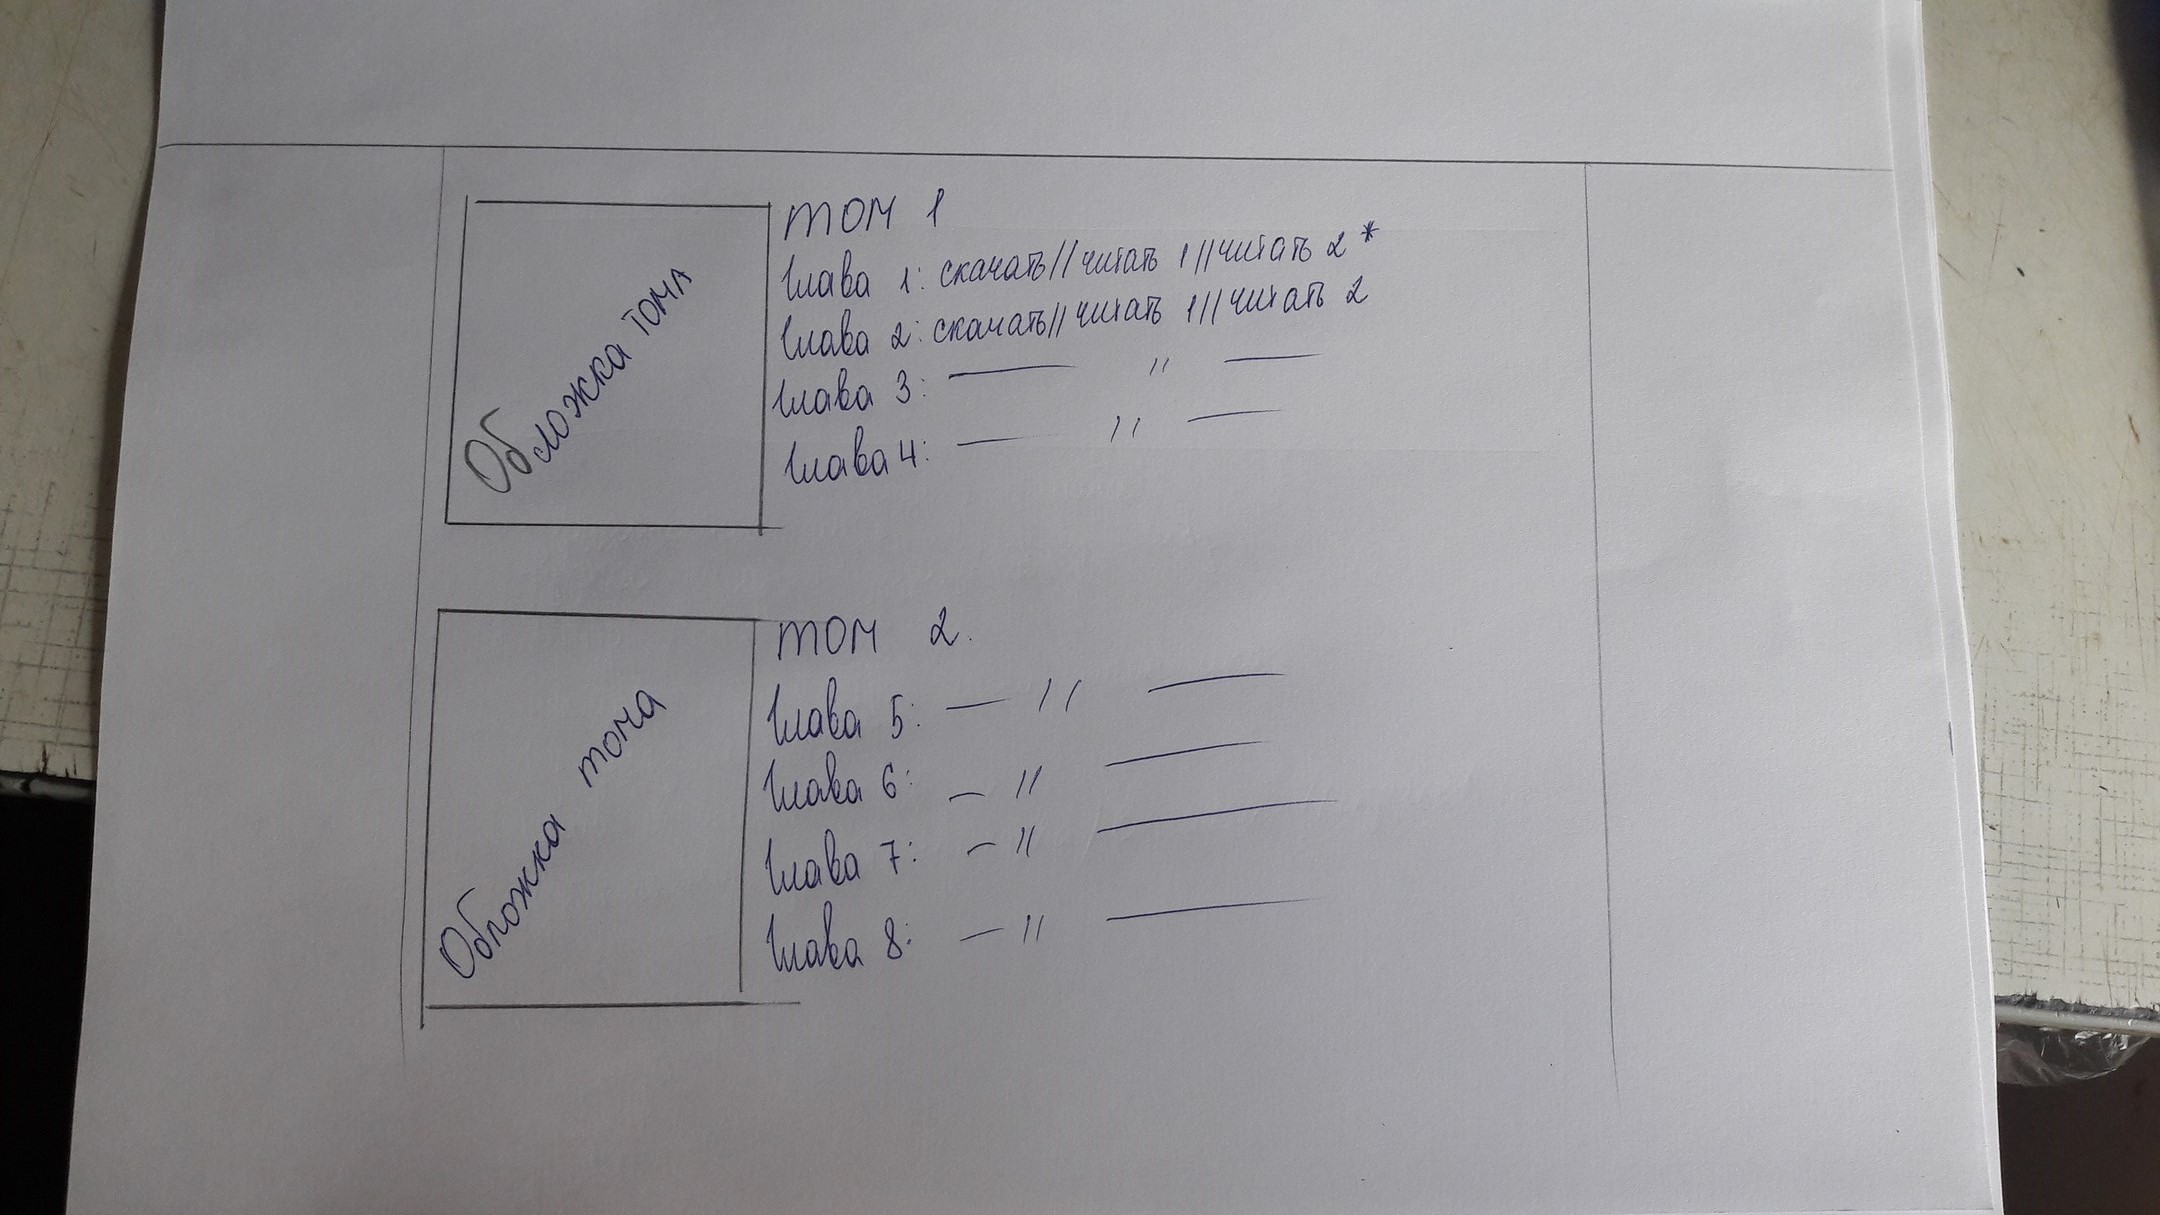 Обложка тома
том 1
Глава 1: скачать//читать 1//читать 2*
Глава 2: скачать//читать 1//читать 2
Глава 3: — // —
Глава 4: — // —
Обложка тома
том 2.
Глава 5: — // —
Глава 6: — // —
Глава 7: — // —
Глава 8: — // —